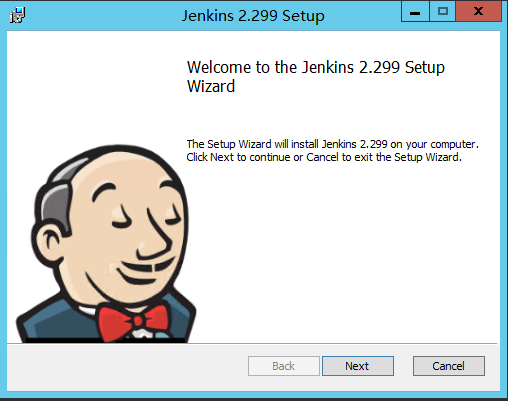 Jenkins 2.299 Setup
Welcome to the Jenkins 2.299 Setup
Wizard
The Setup Wizard will install Jenkins 2.299 on your computer.
Click Next to continue or Cancel to exit the Setup Wizard.
Back
Next
Cancel